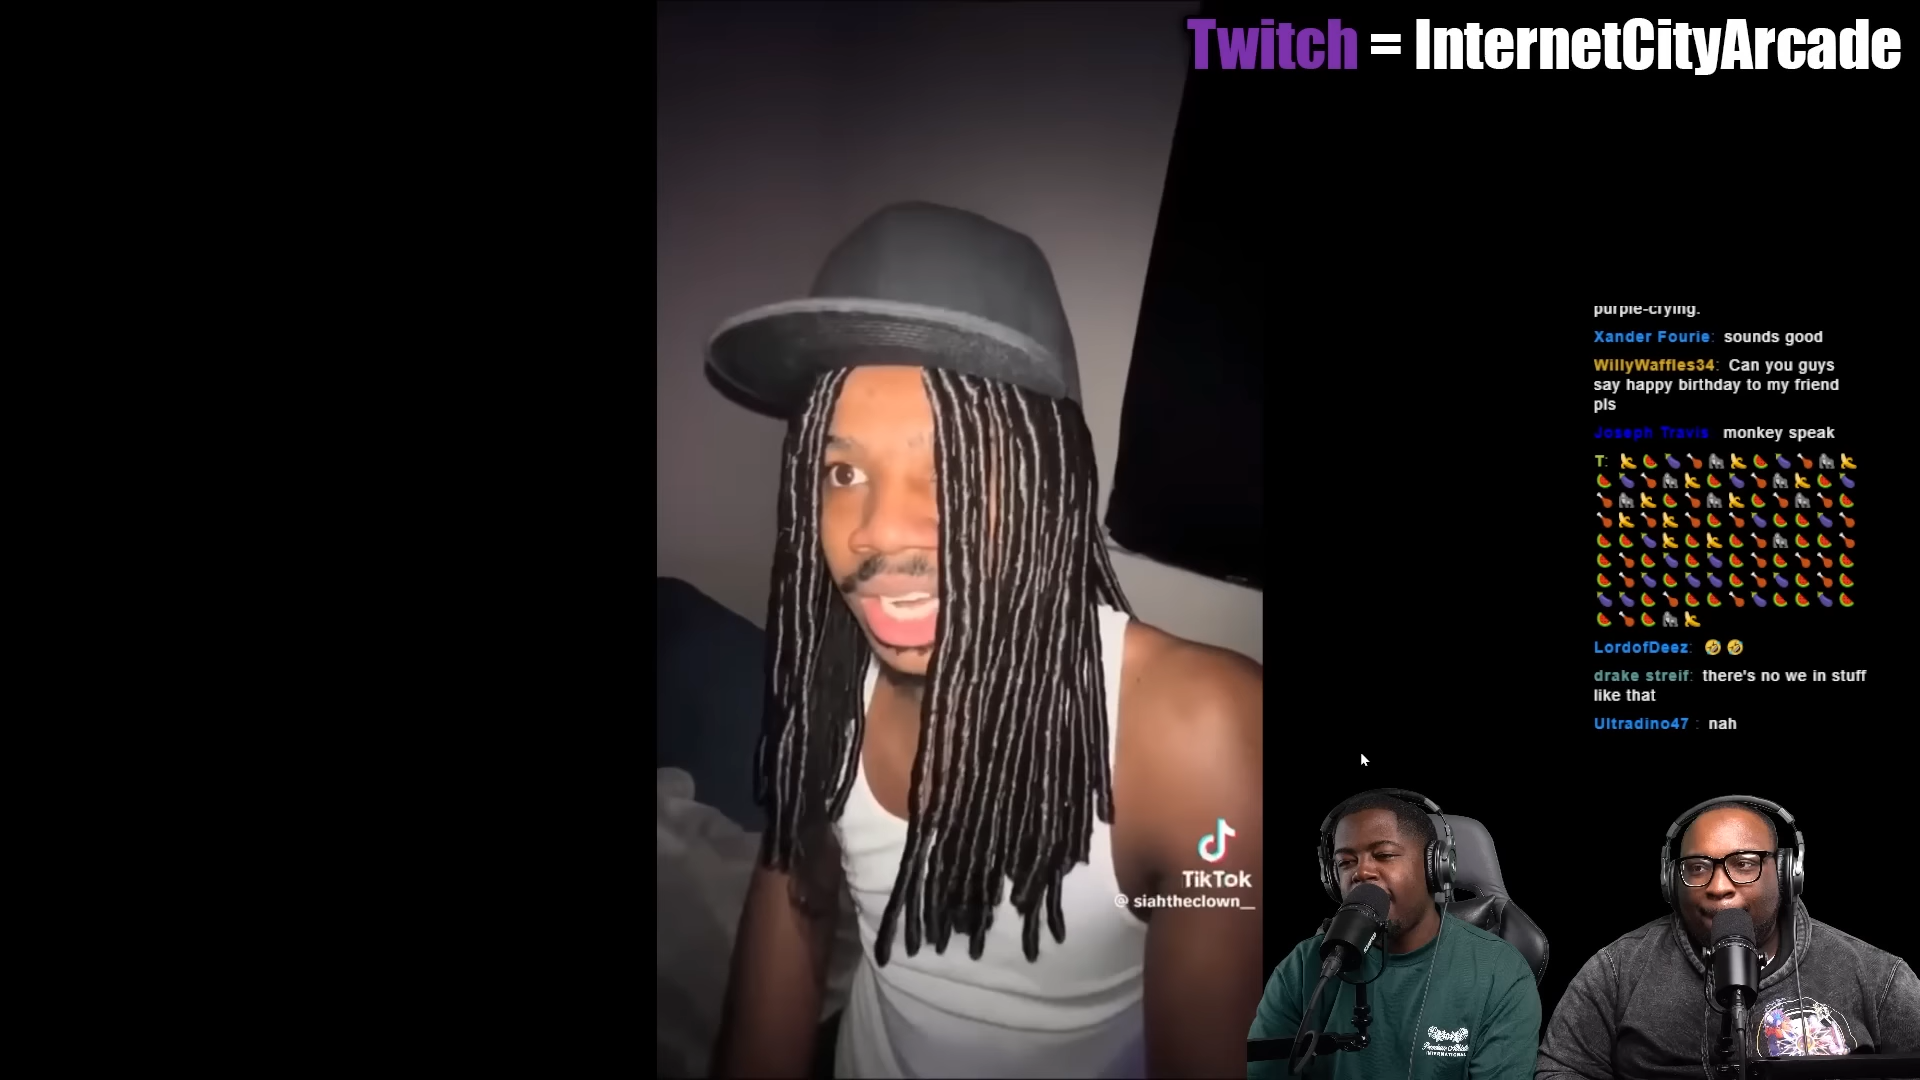 Twitch = InternetCityArcade
purple-crying:
Xander Fourie: sounds good
WillyWaffles34: Can you guys
say happy birthday to my friend
pls
Joseph Travis: monkey speak
T: 🍌🍉🍆🍗🦍🍌🍉🍆🍗🦍🍌
🍉🍆🍗🦍🍌🍉🍆🍗🦍🍌🍉🍆
🍗🦍🍌🍉🍗🦍🍌🍉🍗🦍🍗🍉
🍗🍌🍗🍌🍗🍉🍗🍆🍉🍉🍆🍗
🍉🍉🍆🍌🍉🍌🍉🍗🦍🍉🍉🍗
🍉🍗🍉🍆🍉🍆🍉🍗🍉🍗🍗🍉
🍉🍗🍆🍉🍆🍆🍉🍗🍆🍉🍗🍉
🍆🍆🍉🍗🍉🍉🍗🍆🍉🍉🍆🍉
🍉🍗🍉🦍🍌
LordofDeez: 🤣🤣
drake streif: there's no we in stuff
like that
Ultradino47 : nah
TikTok
@ siahtheclown__
INTERNATIONAL